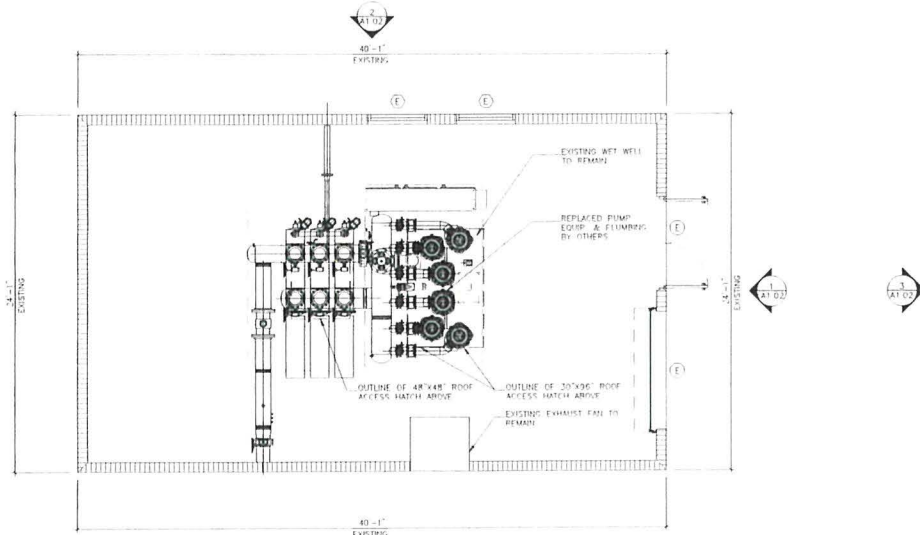 2
A1.02
40'-1"
EXISTING
E
E
EXISTING WET WELL
TO REMAIN
REPLACED PUMP
EQUIP. & PLUMBING
BY OTHERS
E
24'-1"
EXISTING
24'-1"
EXISTING
1
A1.02
3
A1.02
E
OUTLINE OF 48"X48" ROOF
ACCESS HATCH ABOVE
OUTLINE OF 30"X96" ROOF
ACCESS HATCH ABOVE
EXISTING EXHAUST FAN TO
REMAIN
40'-1"
EXISTING